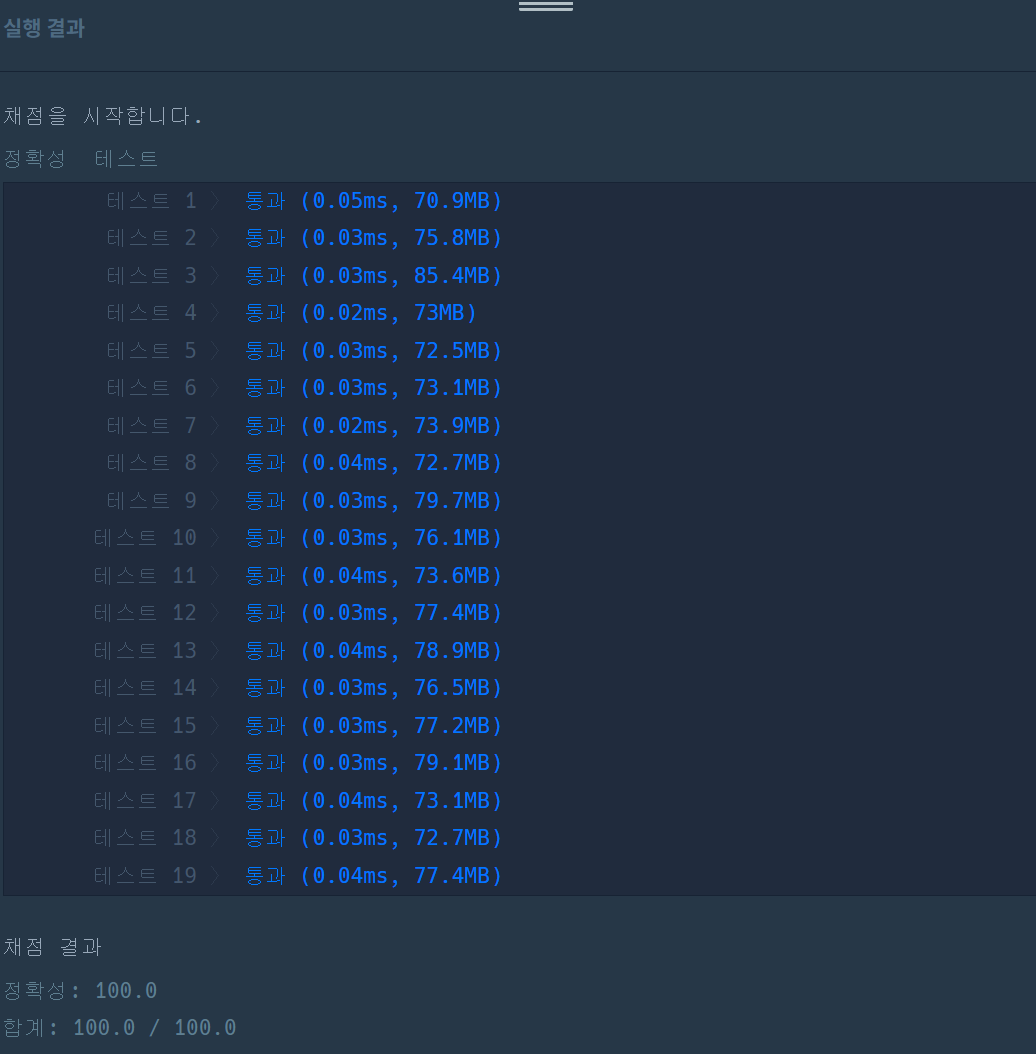 실행 결과
채점을 시작합니다.
정확성 테스트
테스트 1 〉 통과 (0.05ms, 70.9MB)
테스트 2 〉 통과 (0.03ms, 75.8MB)
테스트 3 〉 통과 (0.03ms, 85.4MB)
테스트 4 〉 통과 (0.02ms, 73MB)
테스트 5 〉 통과 (0.03ms, 72.5MB)
테스트 6 〉 통과 (0.03ms, 73.1MB)
테스트 7 〉 통과 (0.02ms, 73.9MB)
테스트 8 〉 통과 (0.04ms, 72.7MB)
테스트 9 〉 통과 (0.03ms, 79.7MB)
테스트 10 〉 통과 (0.03ms, 76.1MB)
테스트 11 〉 통과 (0.04ms, 73.6MB)
테스트 12 〉 통과 (0.03ms, 77.4MB)
테스트 13 〉 통과 (0.04ms, 78.9MB)
테스트 14 〉 통과 (0.03ms, 76.5MB)
테스트 15 〉 통과 (0.03ms, 77.2MB)
테스트 16 〉 통과 (0.03ms, 79.1MB)
테스트 17 〉 통과 (0.04ms, 73.1MB)
테스트 18 〉 통과 (0.03ms, 72.7MB)
테스트 19 〉 통과 (0.04ms, 77.4MB)
채점 결과
정확성: 100.0
합계: 100.0 / 100.0